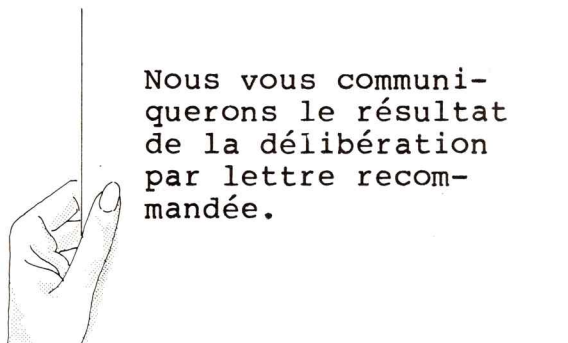 Nous vous communi-
querons le résultat
de la délibération
par lettre recom-
mandée.